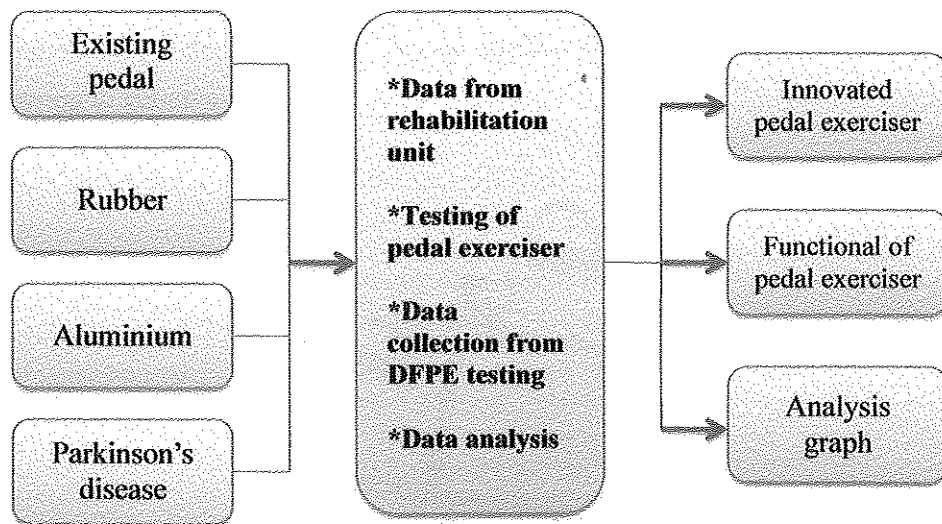 Existing
pedal
Rubber
Aluminium
Parkinson's
disease
*Data from
rehabilitation
unit
*Testing of
pedal exerciser
*Data
collection from
DFPE testing
*Data analysis
Innovated
pedal exerciser
Functional of
pedal exerciser
Analysis
graph